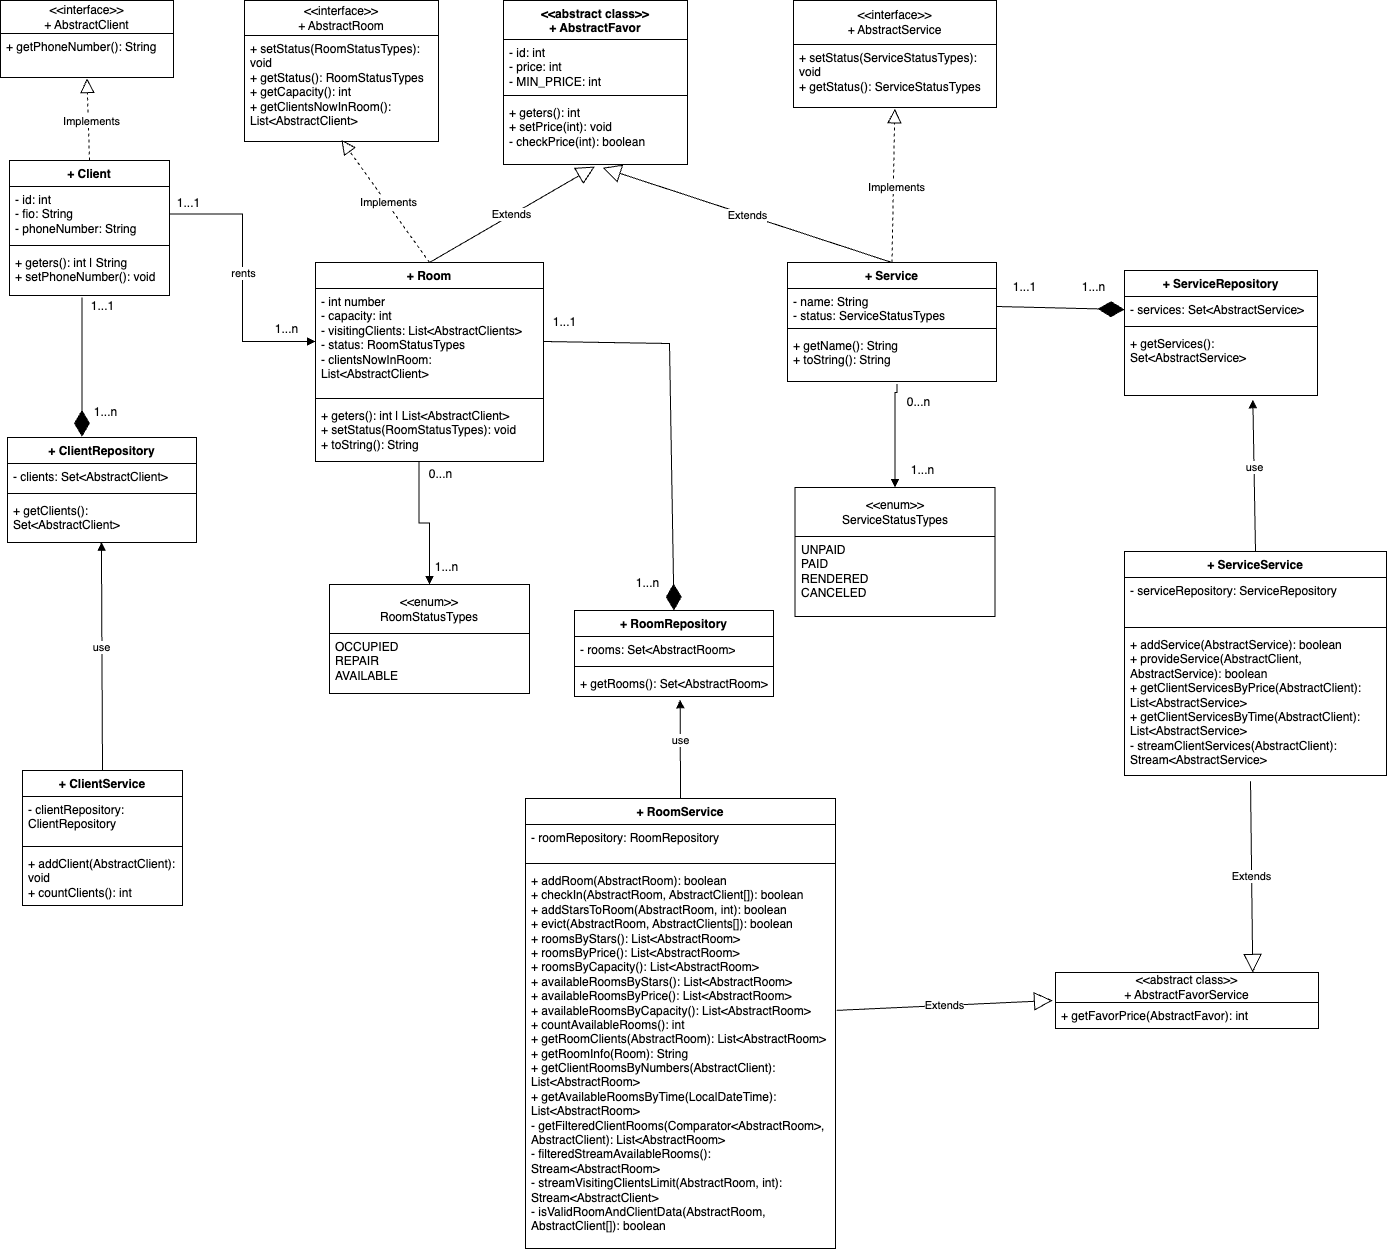 <<interface>>
+ AbstractClient
+ getPhoneNumber(): String
<<interface>>
+ AbstractRoom
+ setStatus(RoomStatusTypes):
void
+ getStatus(): RoomStatusTypes
+ getCapacity(): int
+ getClientsNowInRoom():
List<AbstractClient>
<<abstract class>>
+ AbstractFavor
- id: int
- price: int
- MIN_PRICE: int
+ geters(): int
+ setPrice(int): void
- checkPrice(int): boolean
<<interface>>
+ AbstractService
+ setStatus(ServiceStatusTypes):
void
+ getStatus(): ServiceStatusTypes
Implements
Implements
Extends
Extends
Implements
+ Client
- id: int
- fio: String
- phoneNumber: String
+ geters(): int | String
+ setPhoneNumber(): void
1...1
rents
1...n
1...1
1...n
+ Room
- int number
- capacity: int
- visitingClients: List<AbstractClients>
- status: RoomStatusTypes
- clientsNowInRoom:
List<AbstractClient>
+ geters(): int | List<AbstractClient>
+ setStatus(RoomStatusTypes): void
+ toString(): String
1...1
0...n
1...n
1...n
+ Service
- name: String
- status: ServiceStatusTypes
+ getName(): String
+ toString(): String
1...1
1...n
0...n
1...n
+ ServiceRepository
- services: Set<AbstractService>
+ getServices():
Set<AbstractService>
use
+ ClientRepository
- clients: Set<AbstractClient>
+ getClients():
Set<AbstractClient>
use
<<enum>>
RoomStatusTypes
OCCUPIED
REPAIR
AVAILABLE
<<enum>>
ServiceStatusTypes
UNPAID
PAID
RENDERED
CANCELED
+ RoomRepository
- rooms: Set<AbstractRoom>
+ getRooms(): Set<AbstractRoom>
use
+ ServiceService
- serviceRepository: ServiceRepository
+ addService(AbstractService): boolean
+ provideService(AbstractClient,
AbstractService): boolean
+ getClientServicesByPrice(AbstractClient):
List<AbstractService>
+ getClientServicesByTime(AbstractClient):
List<AbstractService>
- streamClientServices(AbstractClient):
Stream<AbstractService>
Extends
+ ClientService
- clientRepository:
ClientRepository
+ addClient(AbstractClient):
void
+ countClients(): int
+ RoomService
- roomRepository: RoomRepository
+ addRoom(AbstractRoom): boolean
+ checkIn(AbstractRoom, AbstractClient[]): boolean
+ addStarsToRoom(AbstractRoom, int): boolean
+ evict(AbstractRoom, AbstractClients[]): boolean
+ roomsByStars(): List<AbstractRoom>
+ roomsByPrice(): List<AbstractRoom>
+ roomsByCapacity(): List<AbstractRoom>
+ availableRoomsByStars(): List<AbstractRoom>
+ availableRoomsByPrice(): List<AbstractRoom>
+ availableRoomsByCapacity(): List<AbstractRoom>
+ countAvailableRooms(): int
+ getRoomClients(AbstractRoom): List<AbstractRoom>
+ getRoomInfo(Room): String
+ getClientRoomsByNumbers(AbstractClient):
List<AbstractRoom>
+ getAvailableRoomsByTime(LocalDateTime):
List<AbstractRoom>
- getFilteredClientRooms(Comparator<AbstractRoom>,
AbstractClient): List<AbstractRoom>
- filteredStreamAvailableRooms():
Stream<AbstractRoom>
- streamVisitingClientsLimit(AbstractRoom, int):
Stream<AbstractClient>
- isValidRoomAndClientData(AbstractRoom,
AbstractClient[]): boolean
Extends
<<abstract class>>
+ AbstractFavorService
+ getFavorPrice(AbstractFavor): int